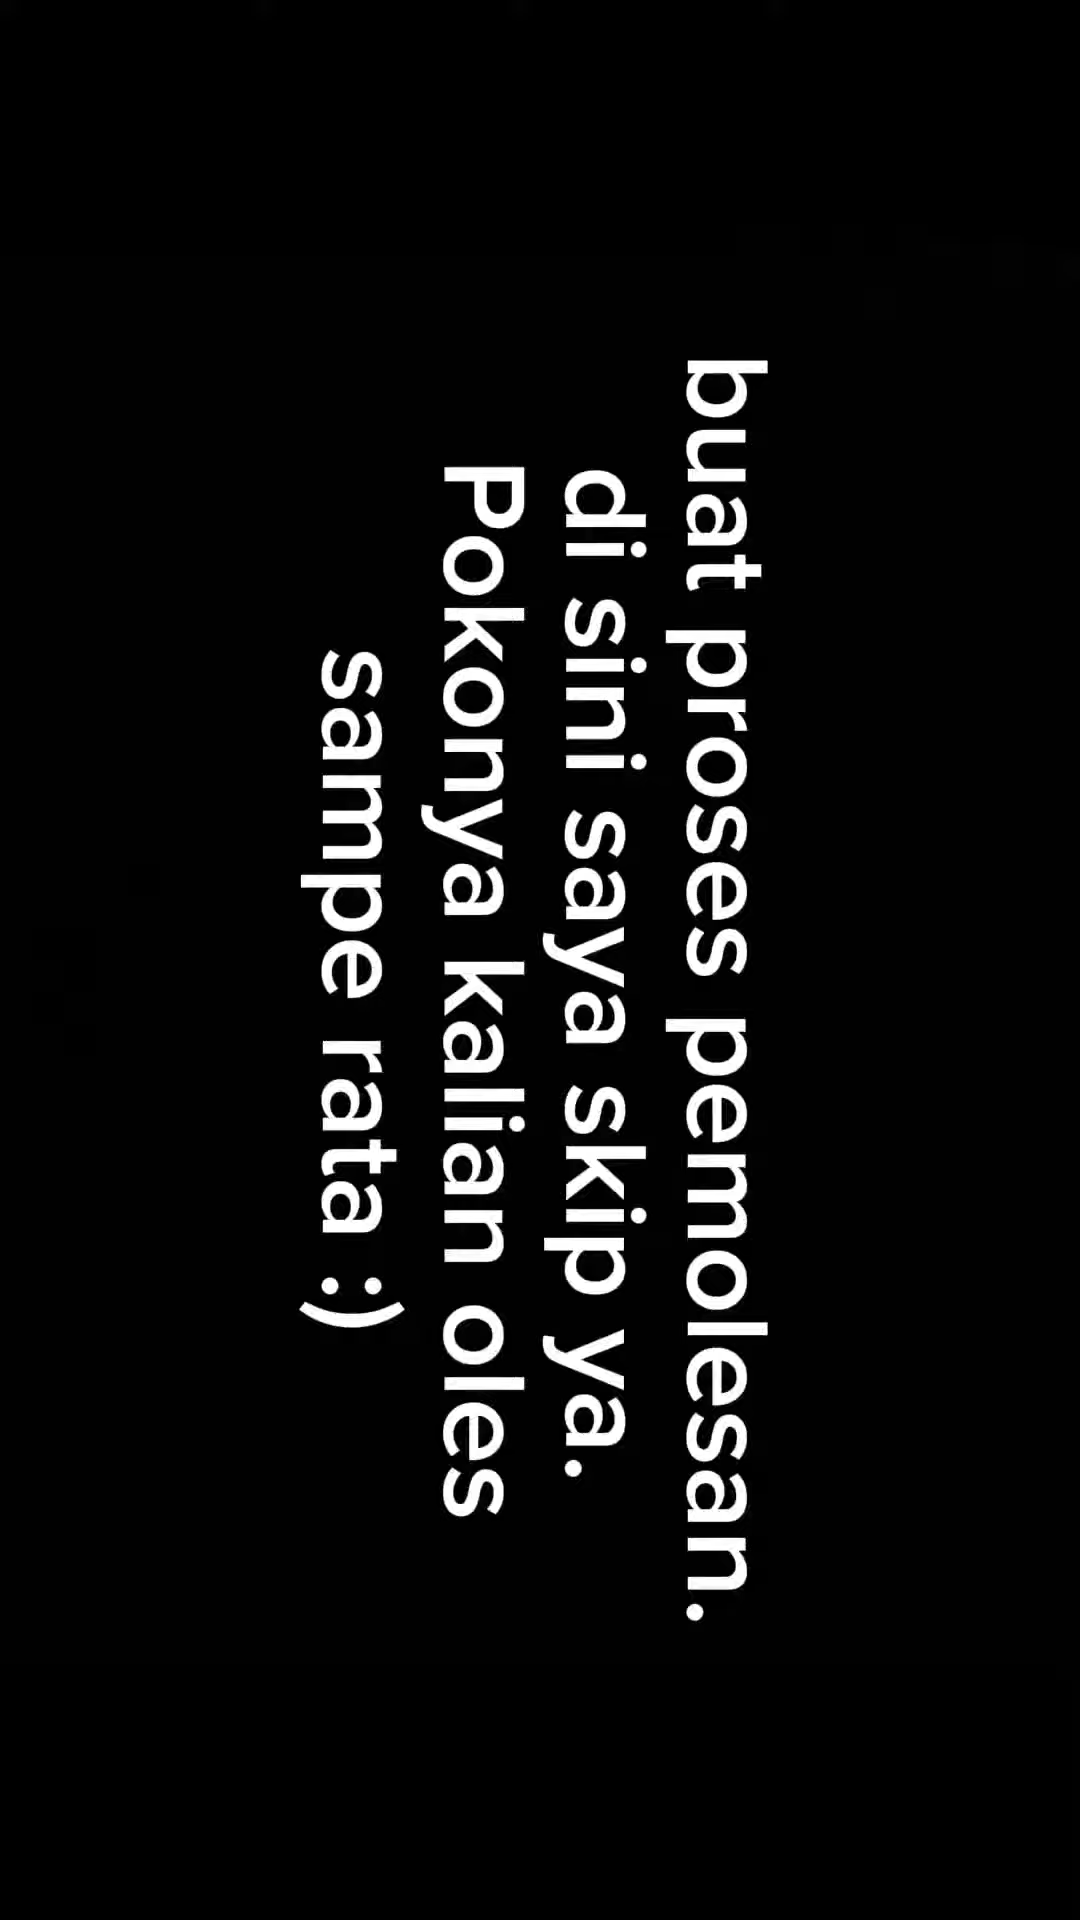 buat proses pemolesan.
di sini saya skip ya.
Pokonya kalian oles
sampe rata :)